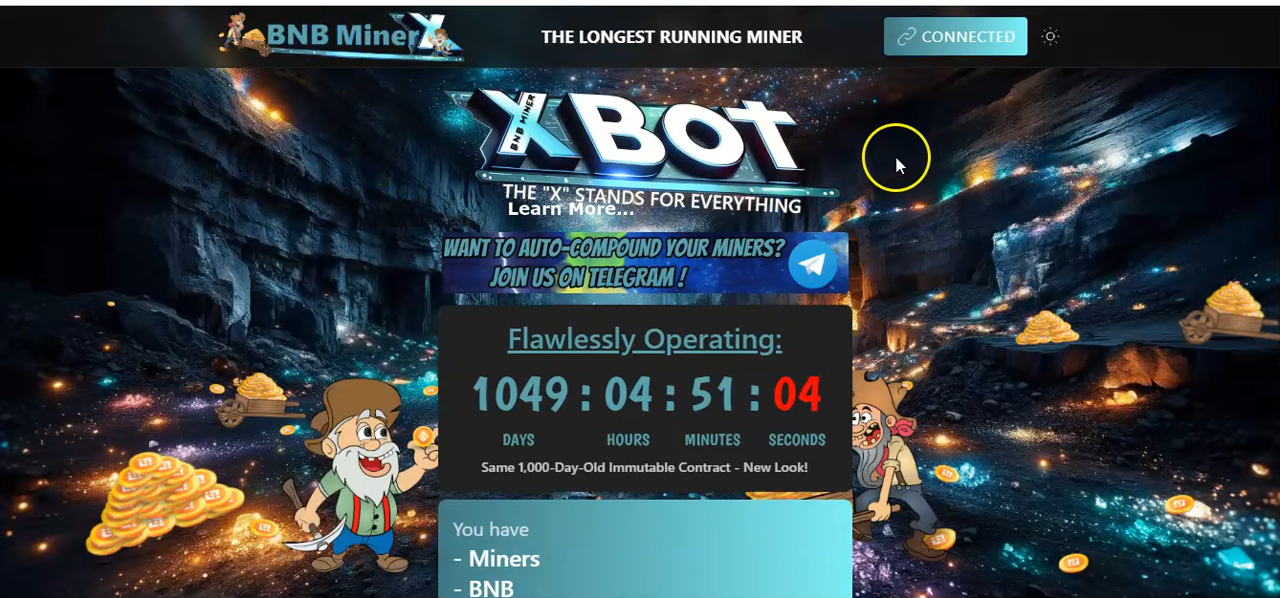 BNB MinerX
THE LONGEST RUNNING MINER
CONNECTED
BNB MINER
XBOT
THE "X" STANDS FOR EVERYTHING
Learn More...
WANT TO AUTO-COMPOUND YOUR MINERS?
JOIN US ON TELEGRAM !
Flawlessly Operating:
1049 : 04 : 51 : 04
DAYS HOURS MINUTES SECONDS
Same 1,000-Day-Old Immutable Contract - New Look!
You have
- Miners
- BNB